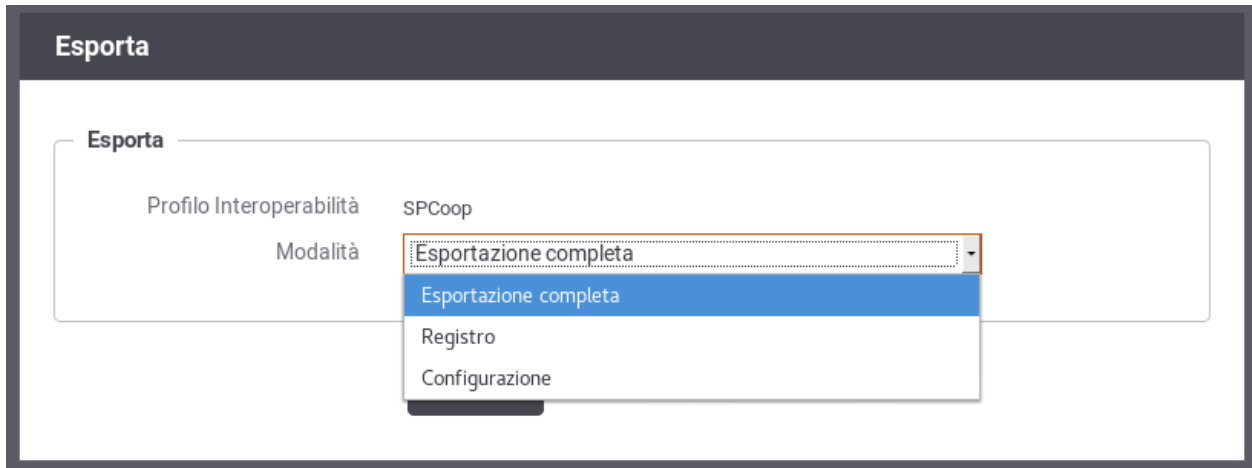 Esporta
Esporta
Profilo Interoperabilità SPCoop
Modalità Esportazione completa
Esportazione completa
Registro
Configurazione